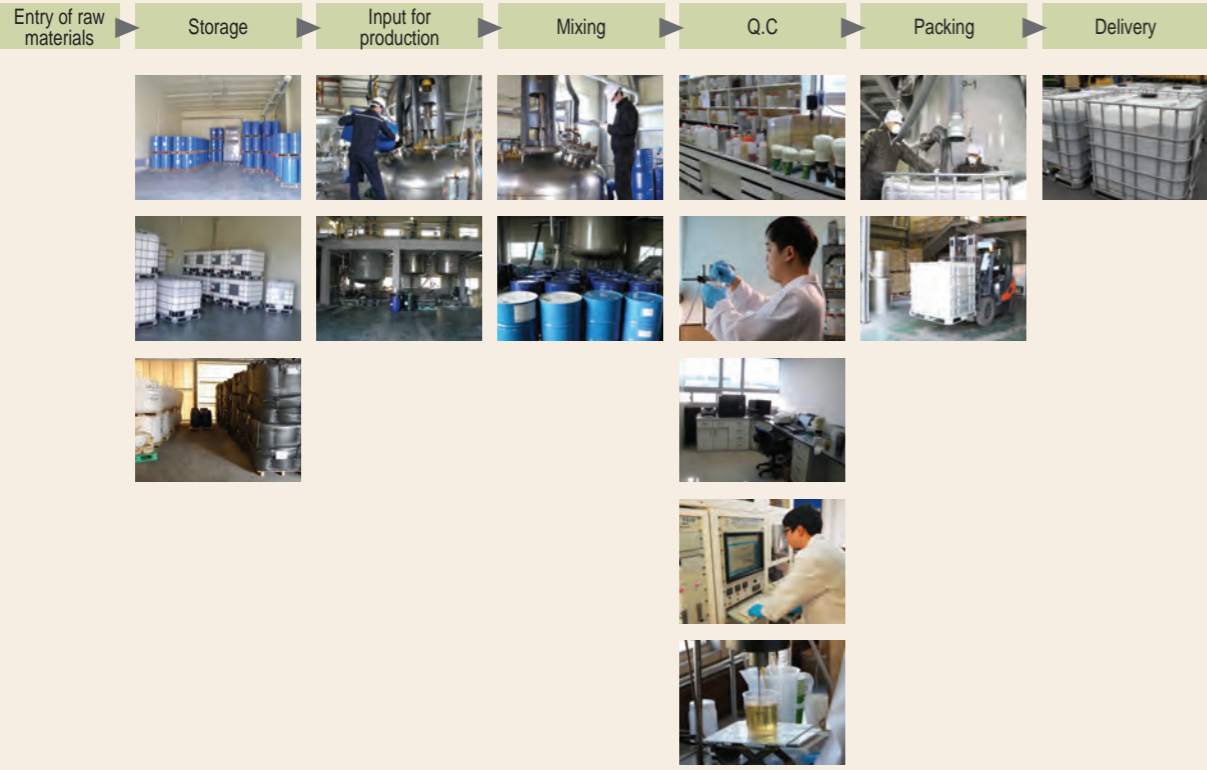 Entry of raw
materials
Storage
Input for
production
Mixing
Q.C
Packing
Delivery